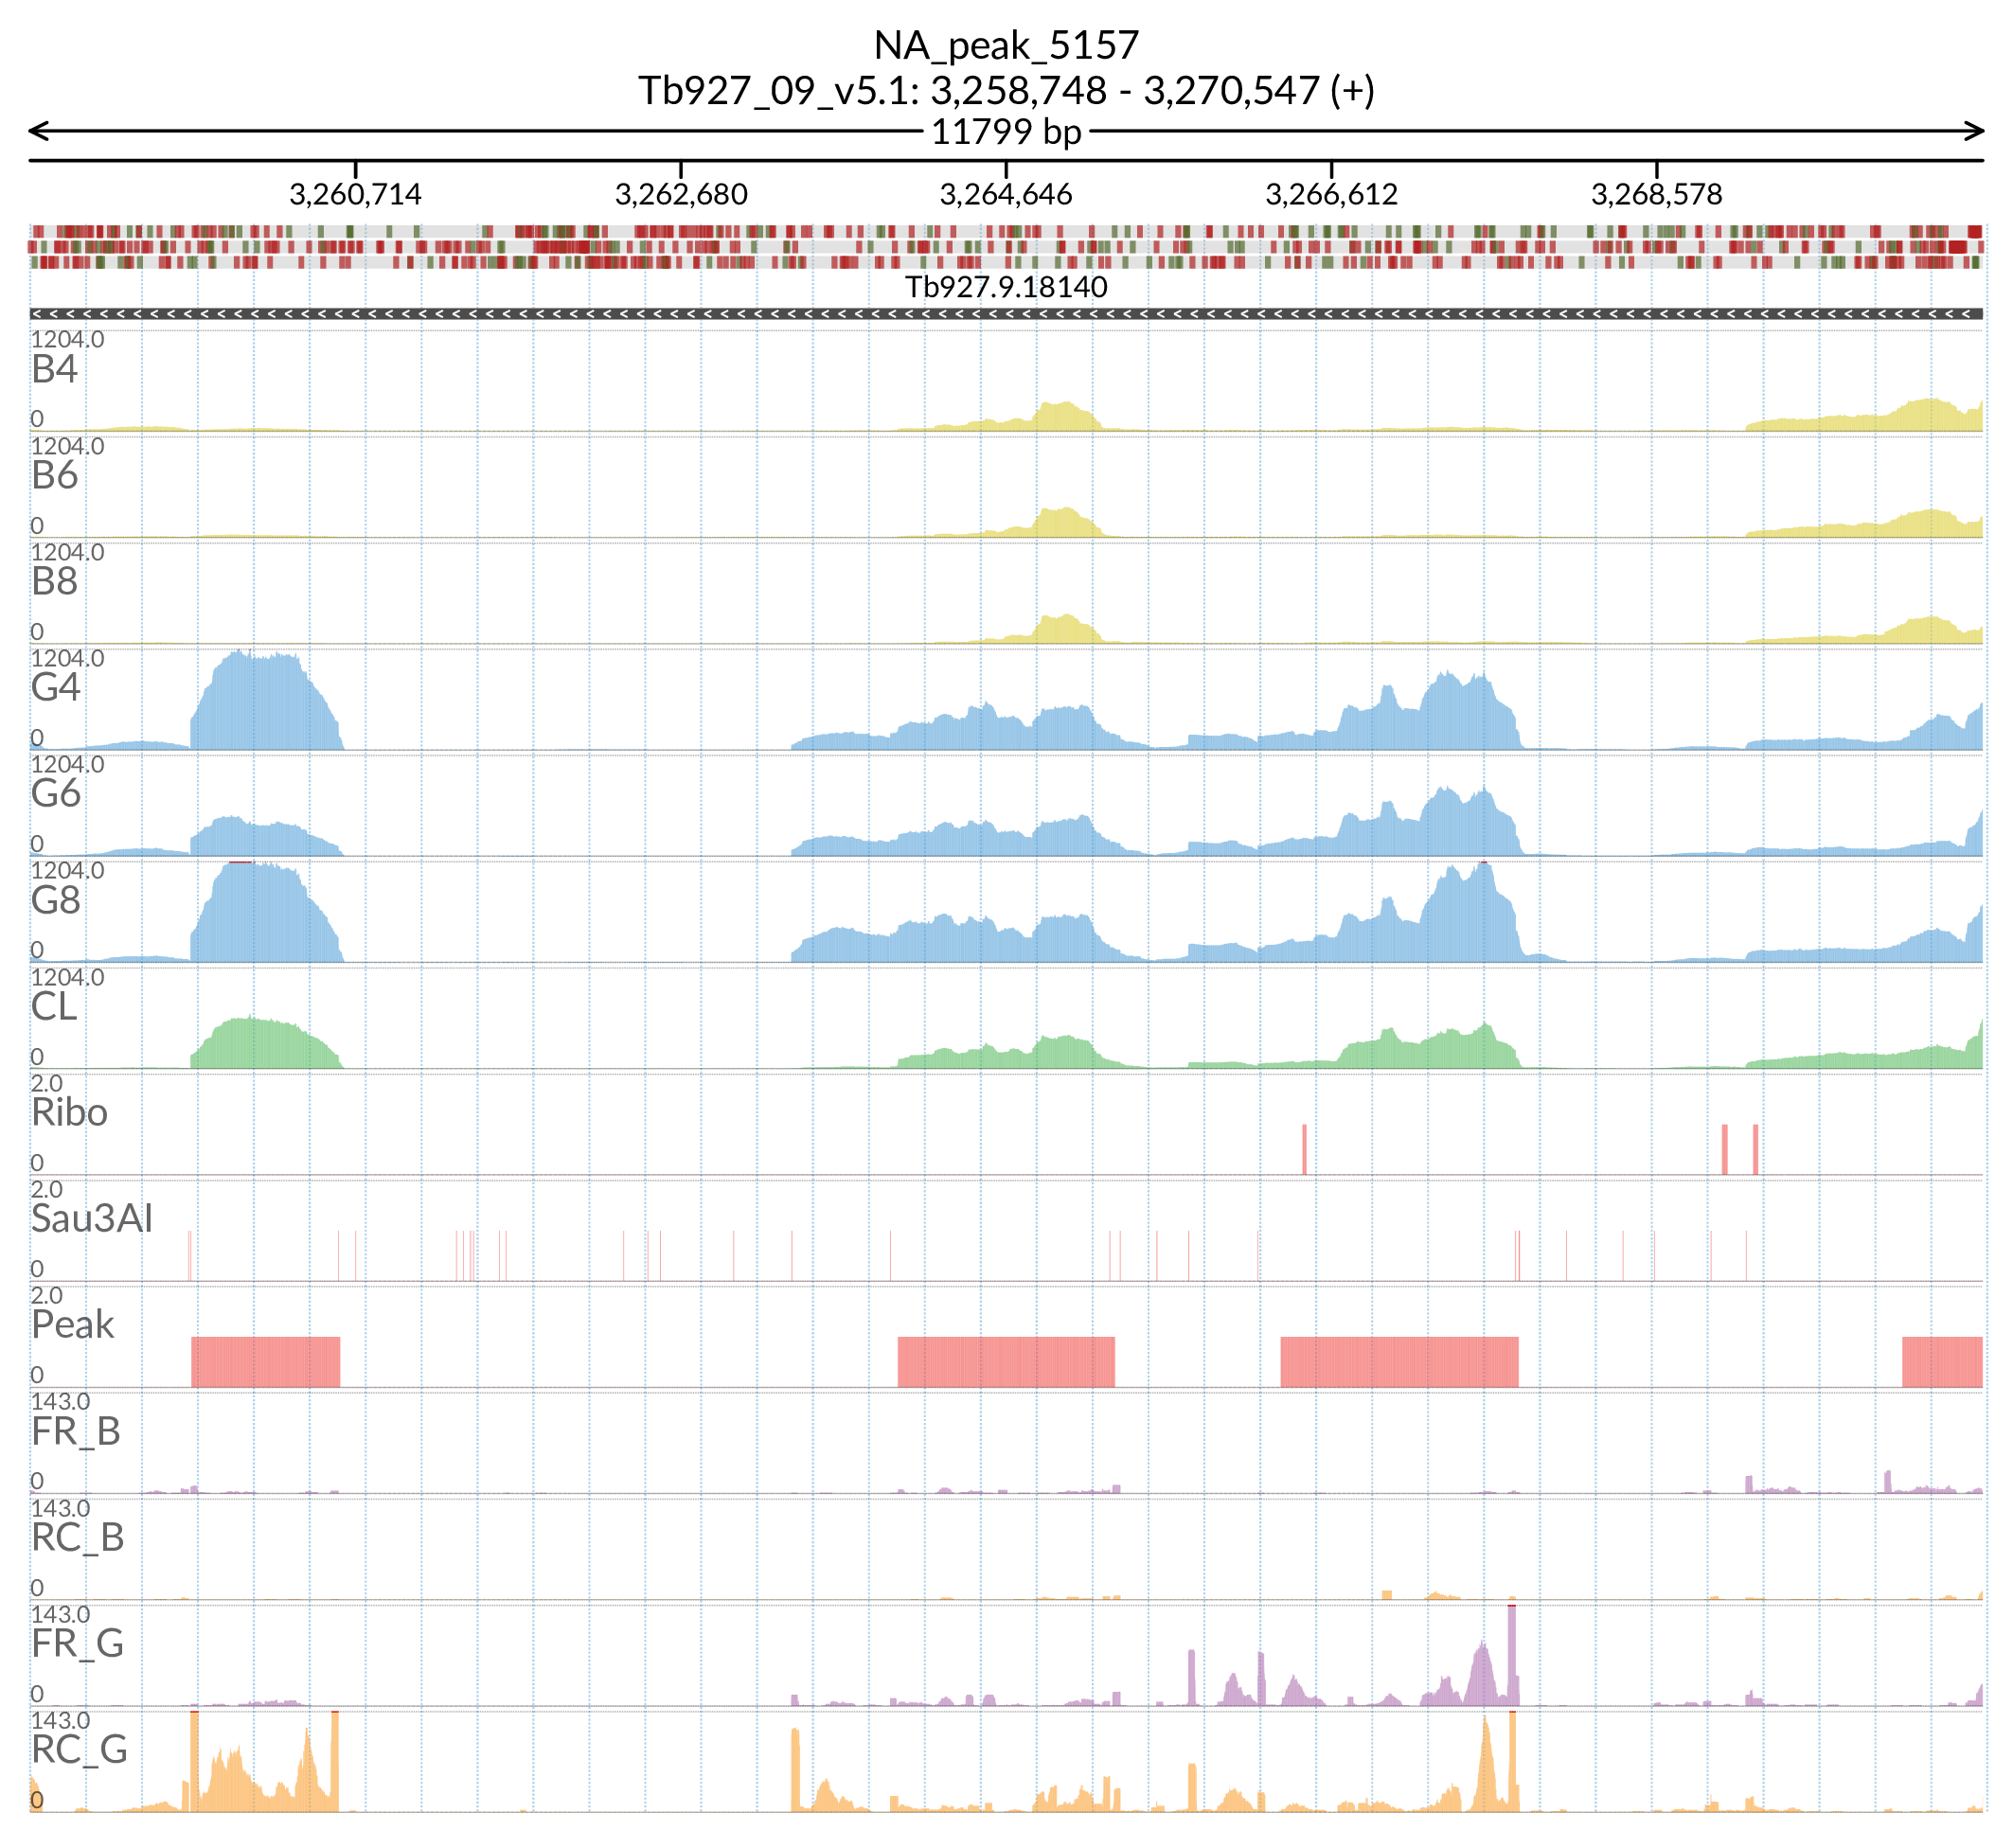 NA_peak_5157
Tb927_09_v5.1: 3,258,748 - 3,270,547 (+)
11799 bp
3,260,714 3,262,680 3,264,646 3,266,612 3,268,578
Tb927.9.18140
1204.0
B4
0
1204.0
B6
0
1204.0
B8
0
1204.0
G4
0
1204.0
G6
0
1204.0
G8
0
1204.0
CL
0
2.0
Ribo
0
2.0
Sau3AI
0
2.0
Peak
0
143.0
FR_B
0
143.0
RC_B
0
143.0
FR_G
0
143.0
RC_G
0